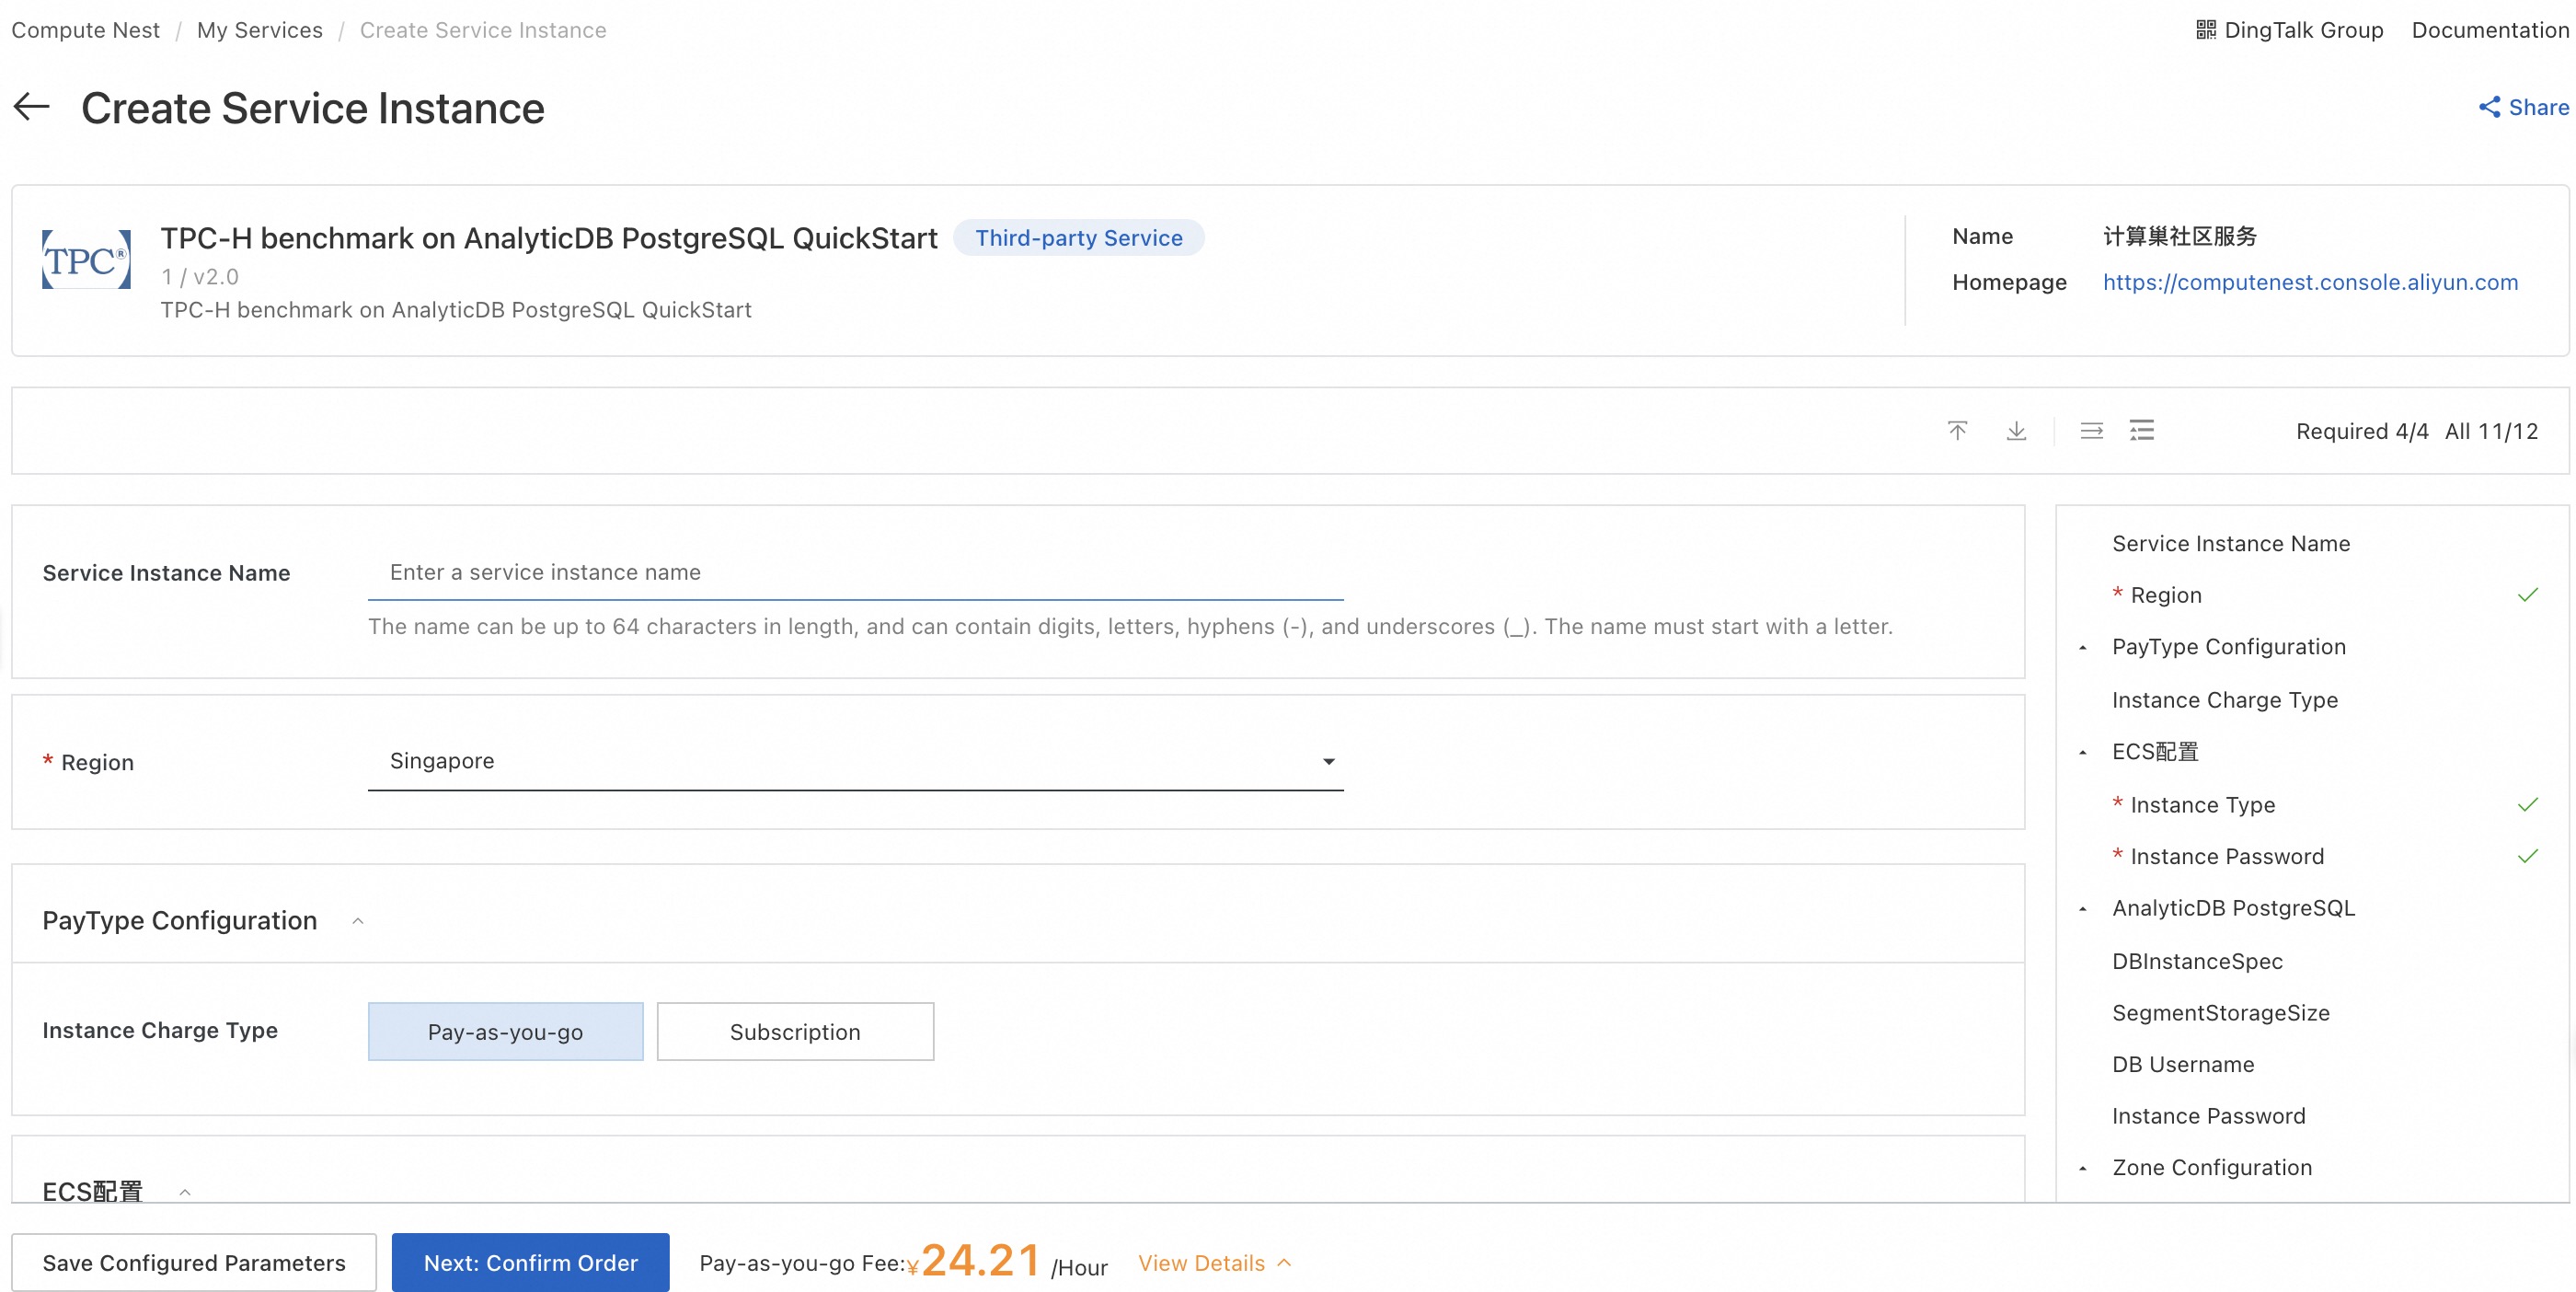 Compute Nest / My Services / Create Service Instance
DingTalk Group Documentation
Create Service Instance
Share
TPC®
TPC-H benchmark on AnalyticDB PostgreSQL QuickStart Third-party Service
1 / v2.0
TPC-H benchmark on AnalyticDB PostgreSQL QuickStart
Name 计算巢社区服务
Homepage https://computenest.console.aliyun.com
Required 4/4 All 11/12
Service Instance Name Enter a service instance name
The name can be up to 64 characters in length, and can contain digits, letters, hyphens (-), and underscores (_). The name must start with a letter.
* Region Singapore
PayType Configuration
Instance Charge Type Pay-as-you-go Subscription
ECS配置
Service Instance Name
* Region
PayType Configuration
Instance Charge Type
ECS配置
* Instance Type
* Instance Password
AnalyticDB PostgreSQL
DBInstanceSpec
SegmentStorageSize
DB Username
Instance Password
Zone Configuration
Save Configured Parameters Next: Confirm Order Pay-as-you-go Fee:¥24.21 /Hour View Details